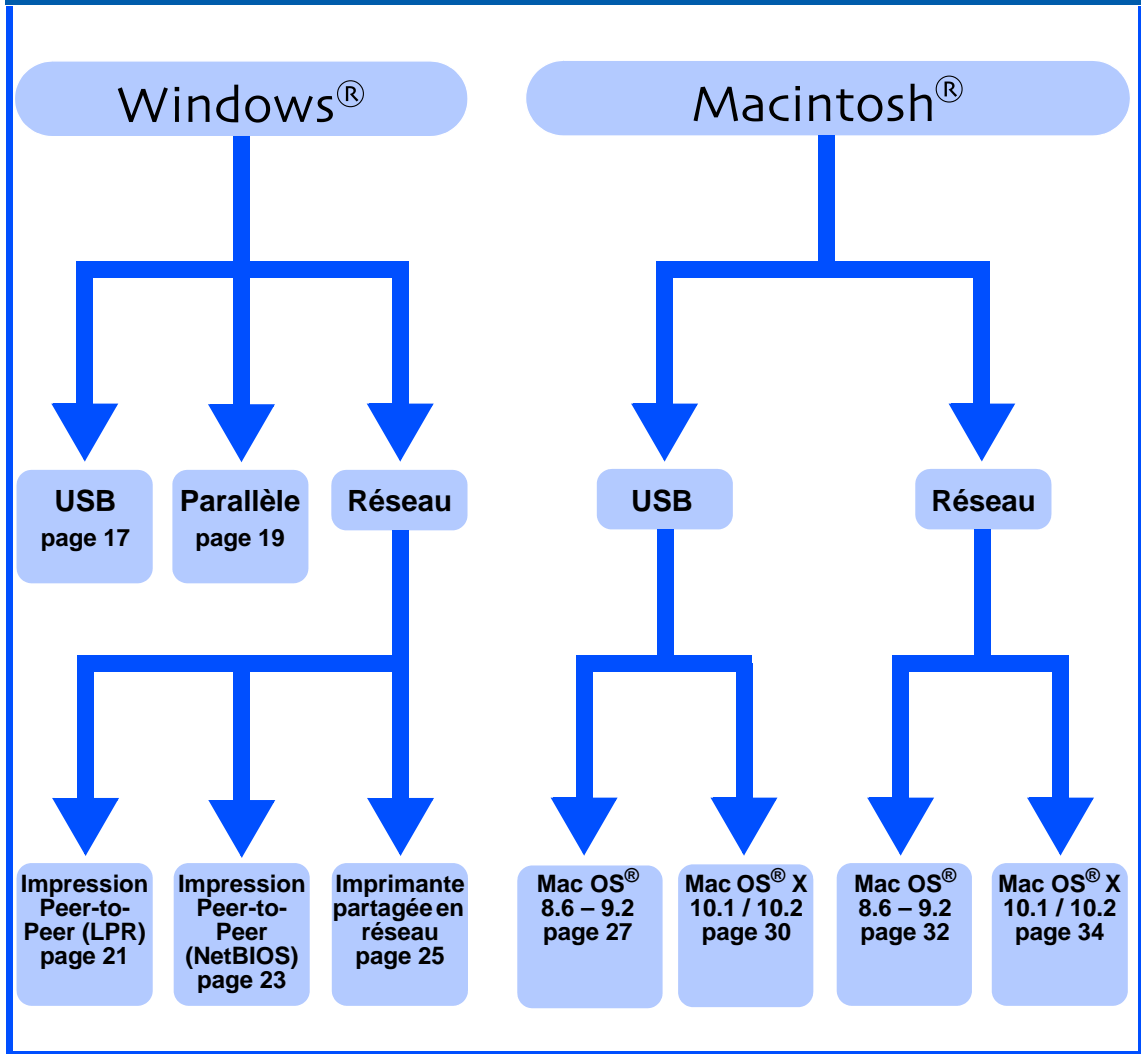 Windows®
Macintosh®
USB
page 17
Parallèle
page 19
Réseau
USB
Réseau
Impression
Peer-to-
Peer (LPR)
page 21
Impression
Peer-to-
Peer
(NetBIOS)
page 23
Imprimante
partagée en
réseau
page 25
Mac OS®
8.6 – 9.2
page 27
Mac OS® X
10.1 / 10.2
page 30
Mac OS®
8.6 – 9.2
page 32
Mac OS® X
10.1 / 10.2
page 34